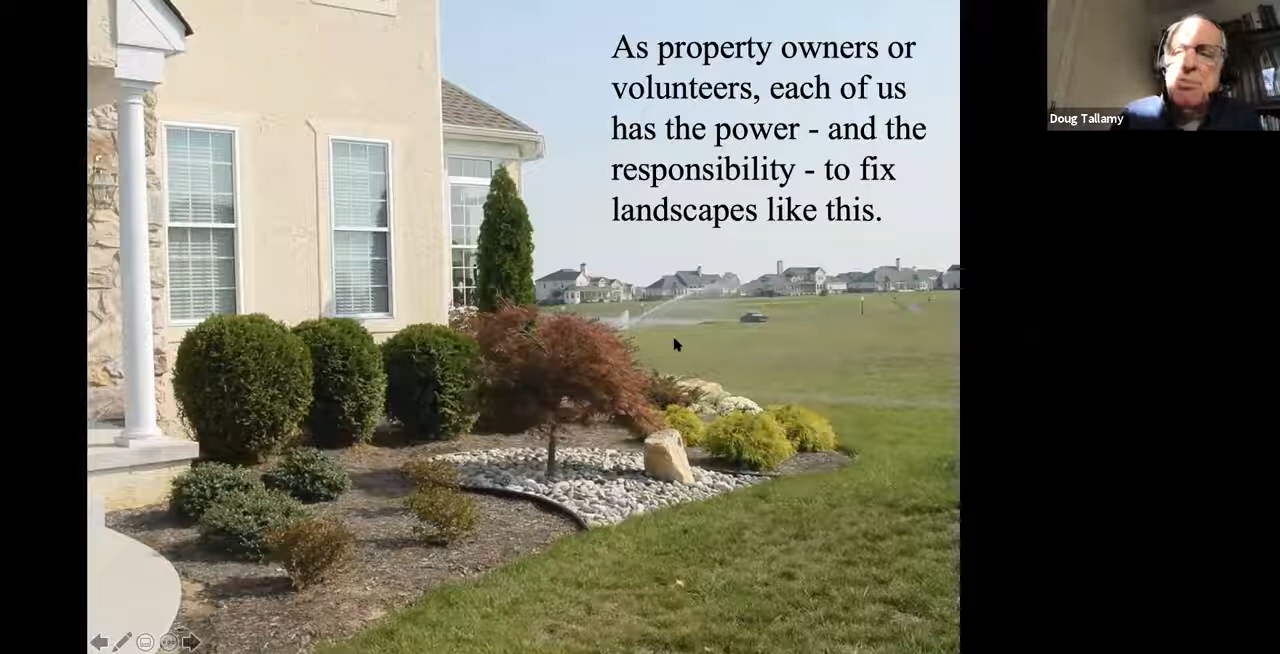 As property owners or
volunteers, each of us
has the power - and the
responsibility - to fix
landscapes like this.
Doug Tallamy